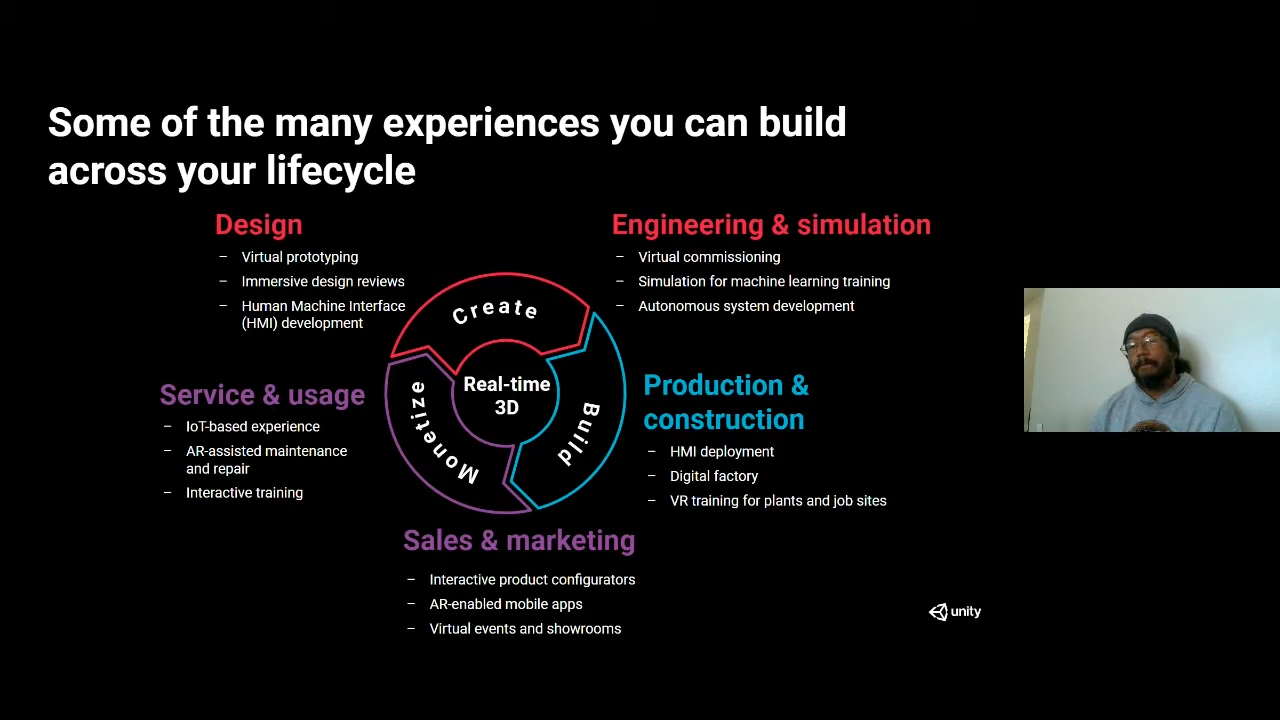 Some of the many experiences you can build
across your lifecycle
Design
– Virtual prototyping
– Immersive design reviews
– Human Machine Interface
(HMI) development
Engineering & simulation
– Virtual commissioning
– Simulation for machine learning training
– Autonomous system development
Create
Build
Monetize
Real-time
3D
Service & usage
– IoT-based experience
– AR-assisted maintenance
and repair
– Interactive training
Production &
construction
– HMI deployment
– Digital factory
– VR training for plants and job sites
Sales & marketing
– Interactive product configurators
– AR-enabled mobile apps
– Virtual events and showrooms
unity